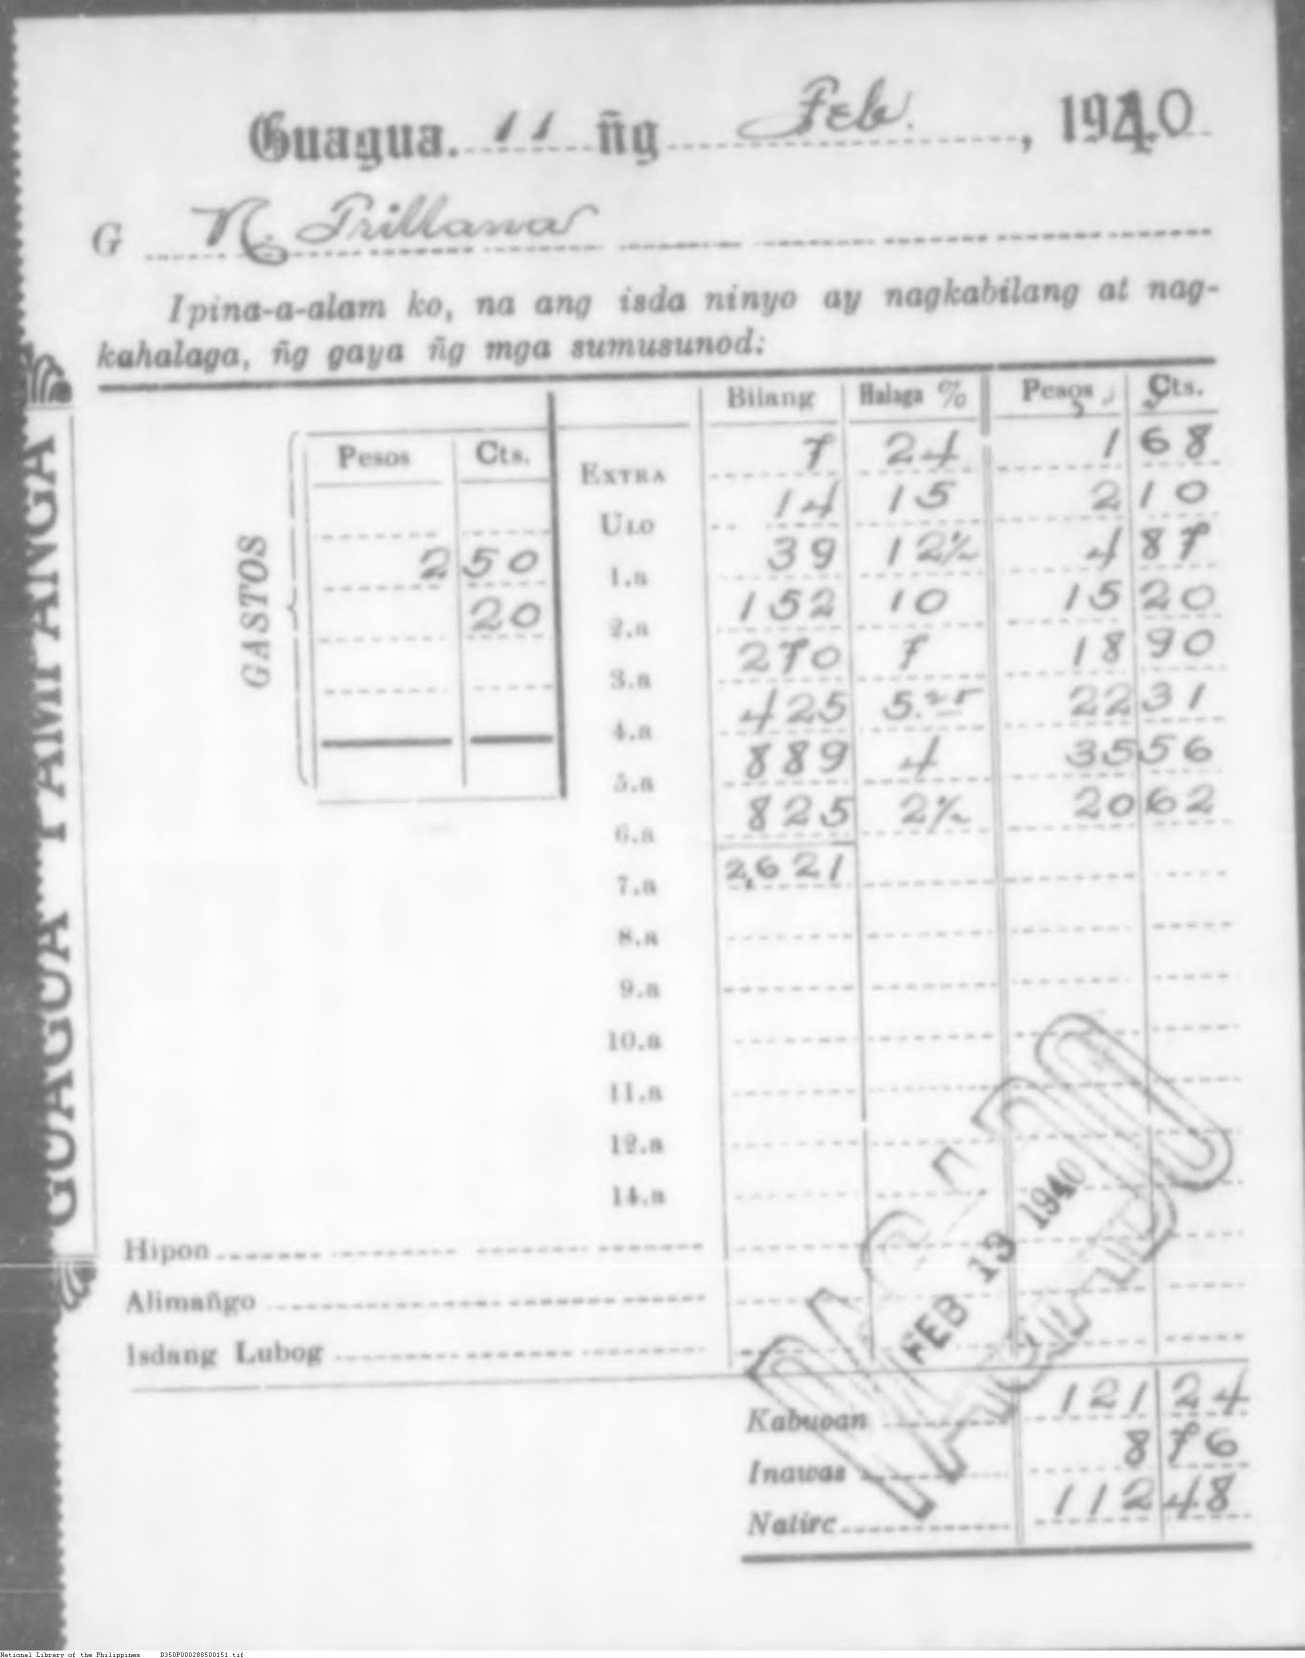 Guagua. 11 ñg Feb. , 1940
G N. Trillana
Ipina-a-alam ko, na ang isda ninyo ay nagkabilang at nag-
kahalaga, ñg gaya ñg mga sumusunod:
Bilang Halaga % Pesos Cts.
GASTOS
Pesos Cts.
2 50
20
EXTRA 7 24 1 68
ULO 14 15 2 10
1.a 39 12½ 4 87
2.a 152 10 15 20
3.a 270 7 18 90
4.a 425 5.25 22 31
5.a 889 4 35 56
6.a 825 2½ 20 62
7.a 2,621
8.a
9.a
10.a
11.a
12.a
14.a
Hipon
Alimañgo
Isdang Lubog
Kabuoan 121 24
Inawas 8 76
Natirc 112 48
GUAGUA PAMPANGA
PAGADO
FEB 13 1940
National Library of the Philippines D350P000288500151.tif